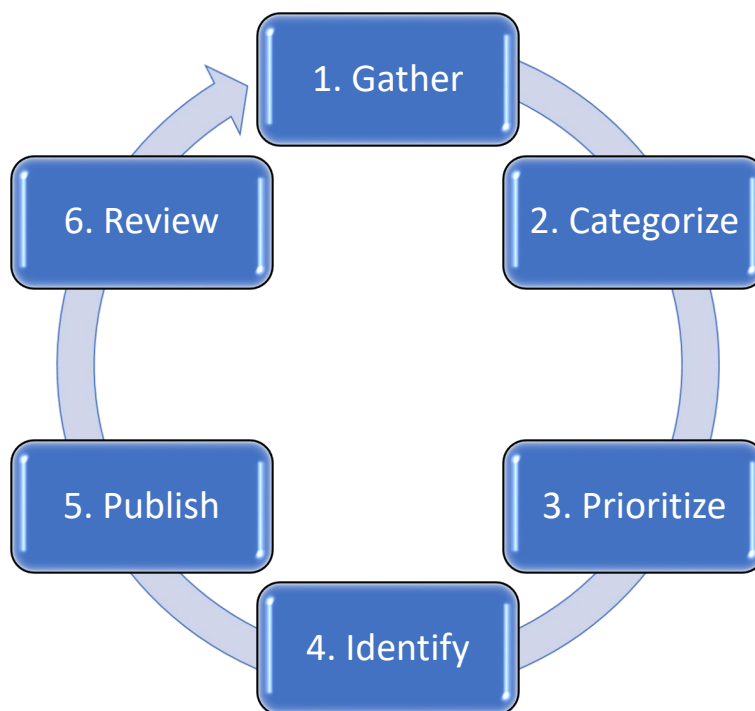 1. Gather
2. Categorize
3. Prioritize
4. Identify
5. Publish
6. Review